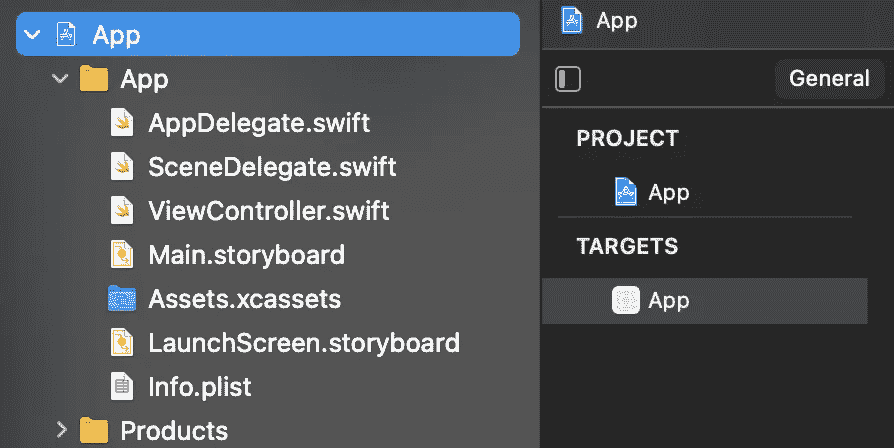 App
App
AppDelegate.swift
SceneDelegate.swift
ViewController.swift
Main.storyboard
Assets.xcassets
LaunchScreen.storyboard
Info.plist
Products
App
General
PROJECT
App
TARGETS
App